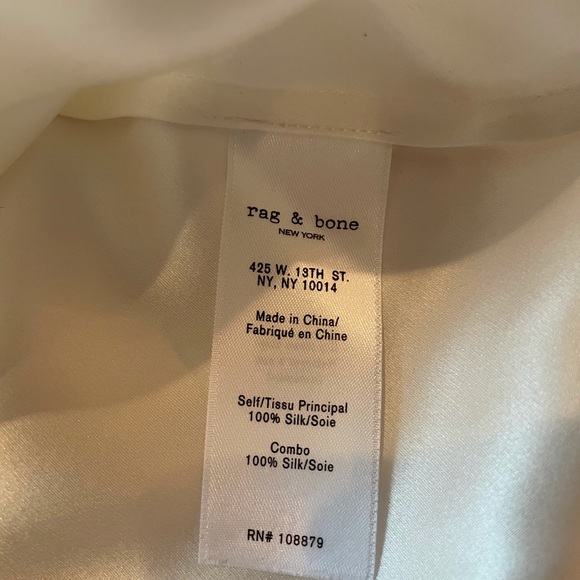 rag & bone
NEW YORK
425 W. 13TH ST.
NY, NY 10014
Made in China/
Fabriqué en Chine
Self/Tissu Principal
100% Silk/Soie
Combo
100% Silk/Soie
RN# 108879